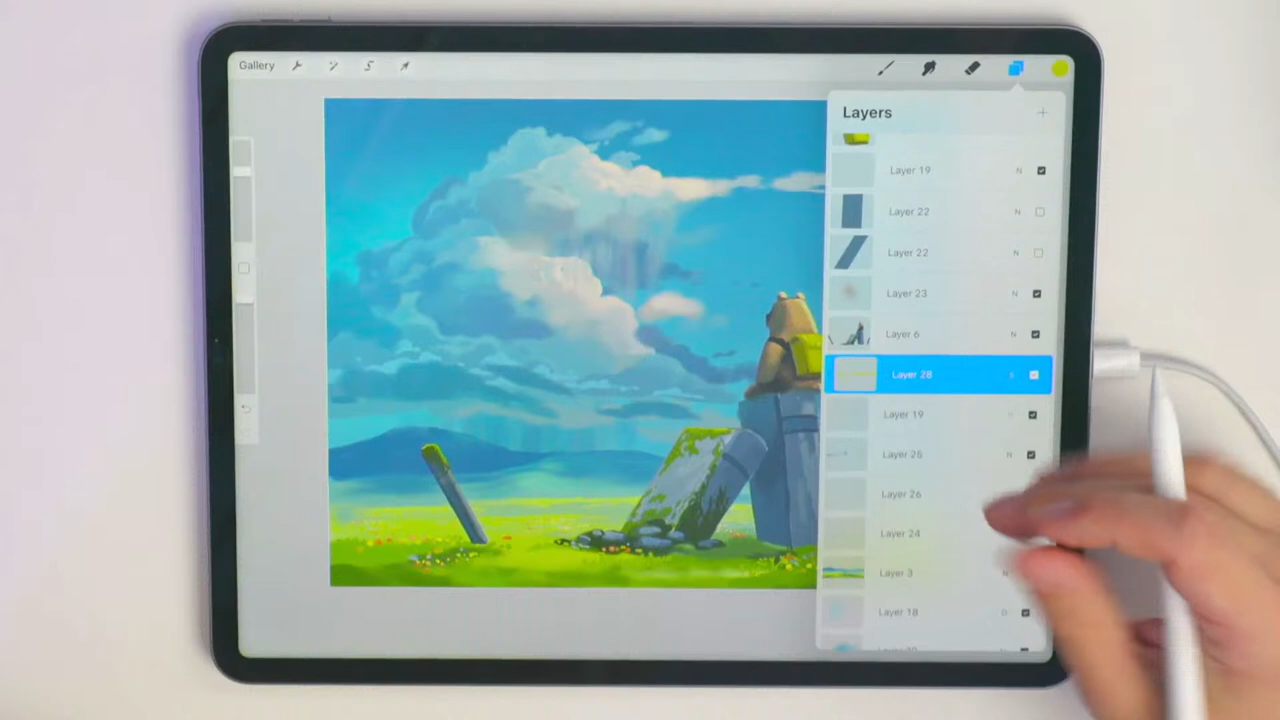 Gallery
Layers
Layer 19 N
Layer 22 N
Layer 22 N
Layer 23 N
Layer 6 N
Layer 28 S
Layer 19
Layer 25 N
Layer 26
Layer 24
Layer 3 N
Layer 18